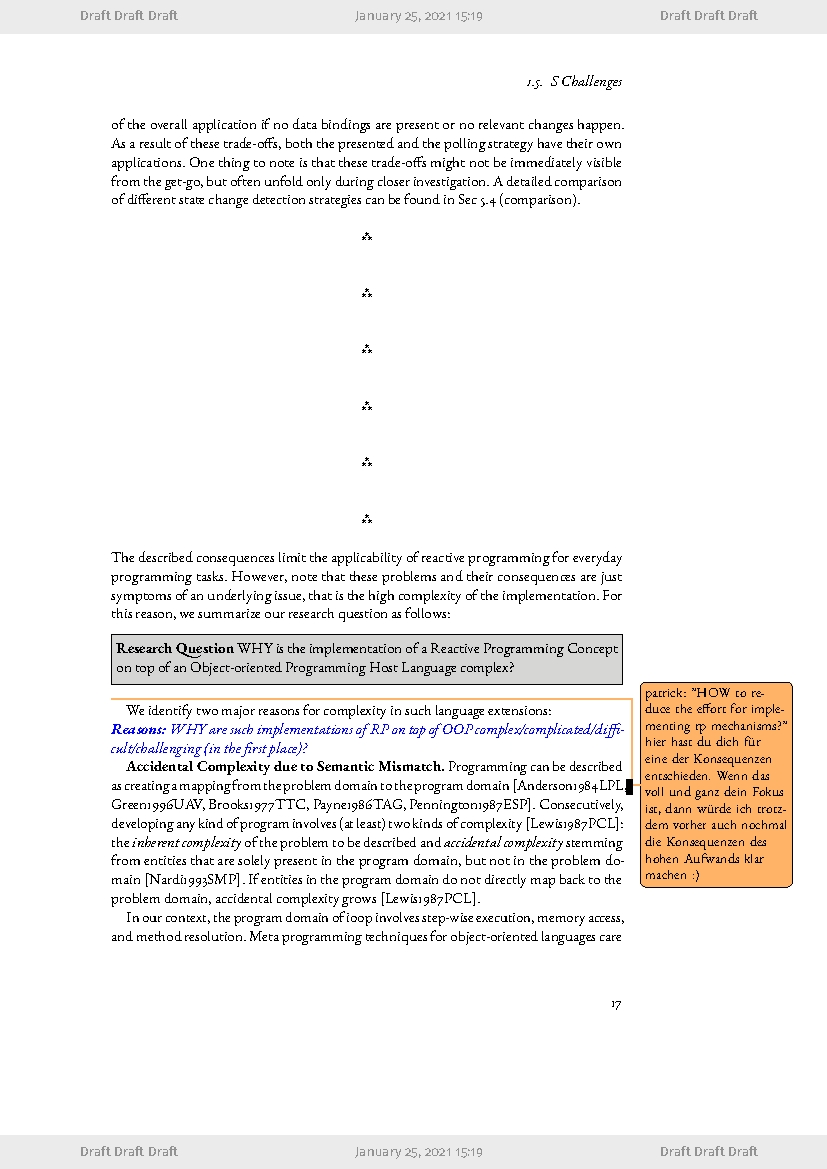 Draft Draft Draft January 25, 2021 15:19 Draft Draft Draft
1.5. S Challenges
of the overall application if no data bindings are present or no relevant changes happen.
As a result of these trade-offs, both the presented and the polling strategy have their own
applications. One thing to note is that these trade-offs might not be immediately visible
from the get-go, but often unfold only during closer investigation. A detailed comparison
of different state change detection strategies can be found in Sec 5.4 (comparison).
⁂
⁂
⁂
⁂
⁂
⁂
The described consequences limit the applicability of reactive programming for everyday
programming tasks. However, note that these problems and their consequences are just
symptoms of an underlying issue, that is the high complexity of the implementation. For
this reason, we summarize our research question as follows:
Research Question WHY is the implementation of a Reactive Programming Concept
on top of an Object-oriented Programming Host Language complex?
We identify two major reasons for complexity in such language extensions:
Reasons: WHY are such implementations of RP on top of OOP complex/complicated/diffi-
cult/challenging (in the first place)?
Accidental Complexity due to Semantic Mismatch. Programming can be described
as creating a mapping from the problem domain to the program domain [Anderson1984LPL,
Green1996UAV, Brooks1977TTC, Payne1986TAG, Pennington1987ESP]. Consecutively,
developing any kind of program involves (at least) two kinds of complexity [Lewis1987PCL]:
the inherent complexity of the problem to be described and accidental complexity stemming
from entities that are solely present in the program domain, but not in the problem do-
main [Nardi1993SMP]. If entities in the program domain do not directly map back to the
problem domain, accidental complexity grows [Lewis1987PCL].
In our context, the program domain of ioop involves step-wise execution, memory access,
and method resolution. Meta programming techniques for object-oriented languages care
patrick: "HOW to re-
duce the effort for imple-
menting rp mechanisms?"
hier hast du dich für
eine der Konsequenzen
entschieden. Wenn das
voll und ganz dein Fokus
ist, dann würde ich trotz-
dem vorher auch nochmal
die Konsequenzen des
hohen Aufwands klar
machen :)
17
Draft Draft Draft January 25, 2021 15:19 Draft Draft Draft